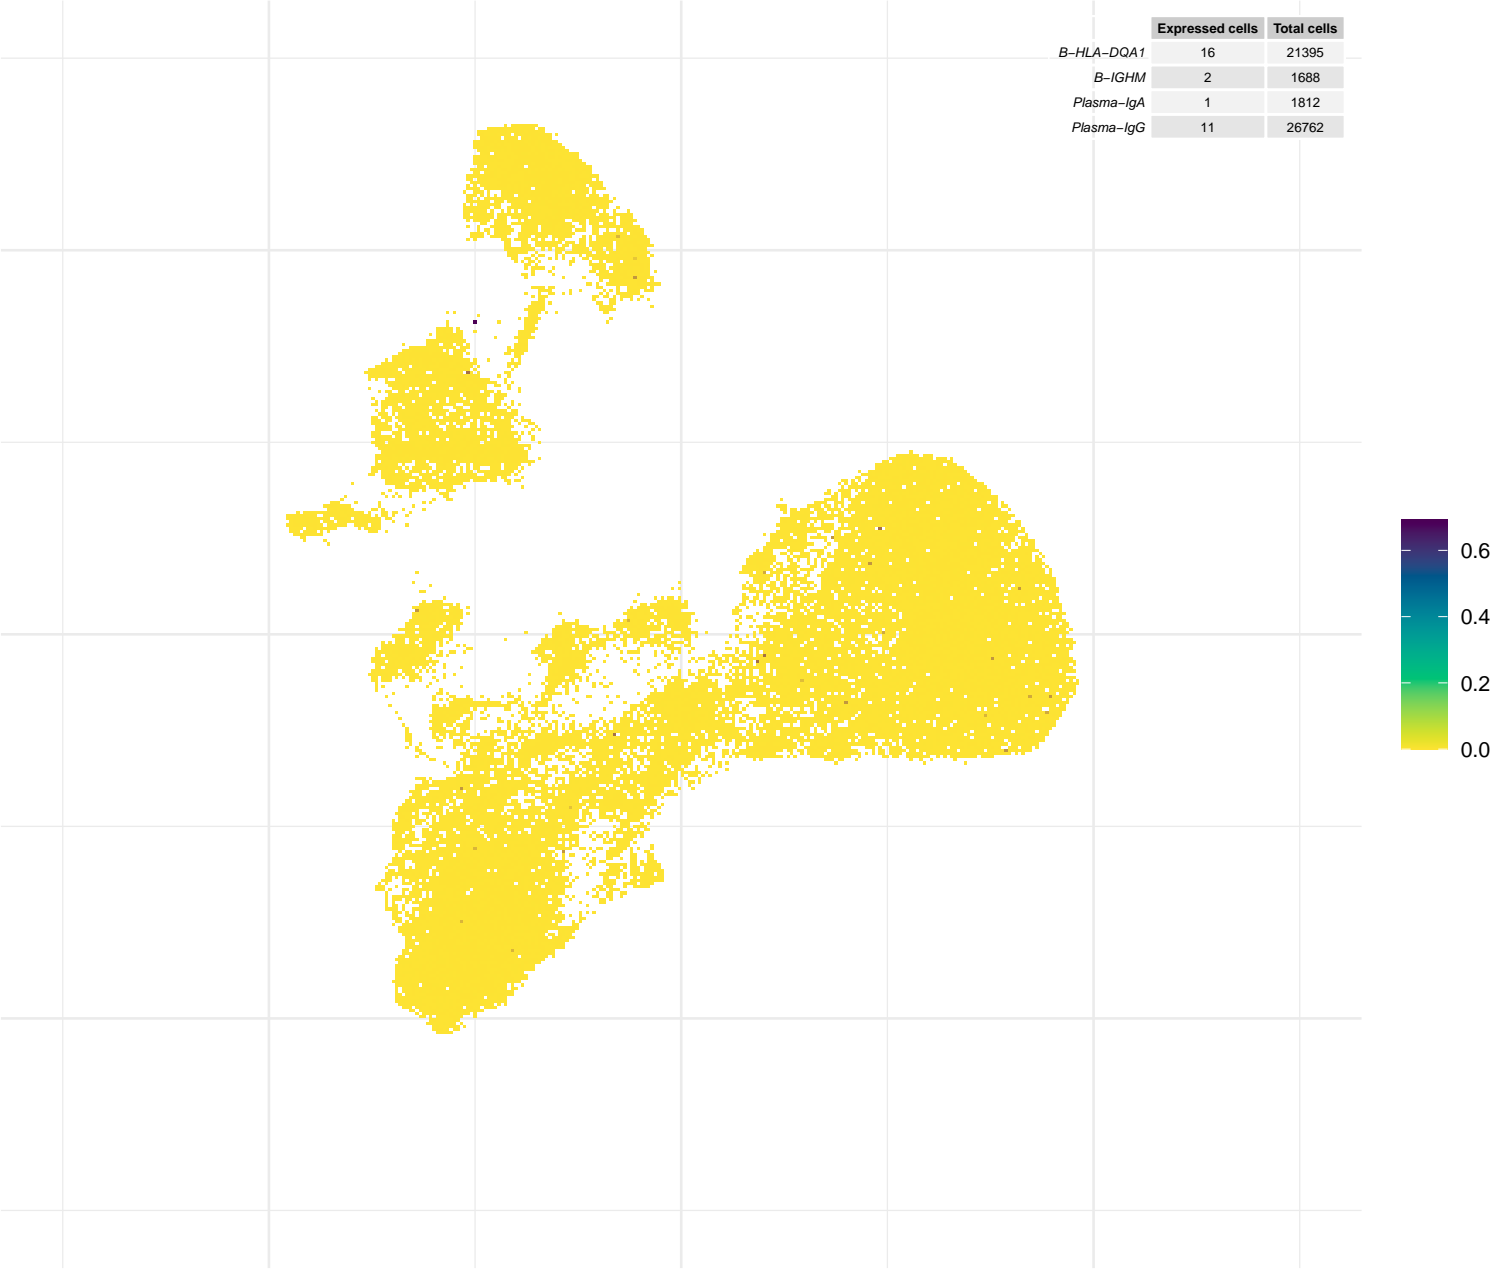 Expressed cells Total cells
B−HLA−DQA1 16 21395
B−IGHM 2 1688
Plasma−IgA 1 1812
Plasma−IgG 11 26762
0.6
0.4
0.2
0.0